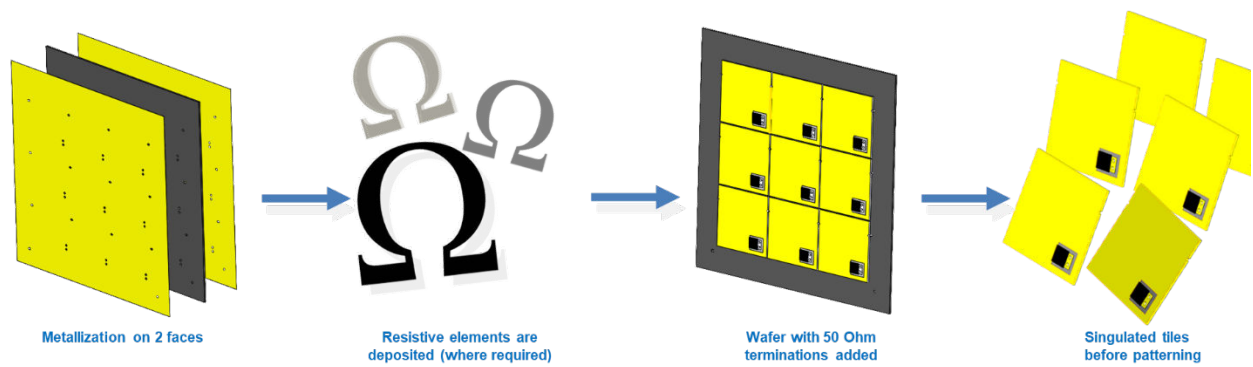 Ω
Ω
Ω
Metallization on 2 faces
Resistive elements are
deposited (where required)
Wafer with 50 Ohm
terminations added
Singulated tiles
before patterning